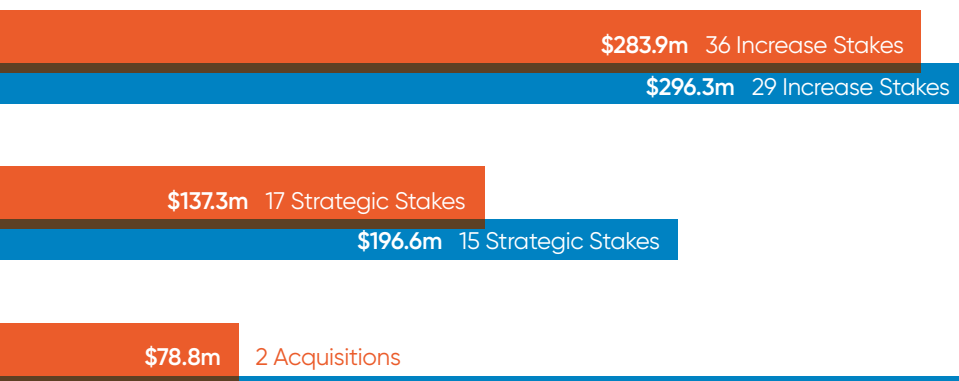 $283.9m 36 Increase Stakes
$296.3m 29 Increase Stakes
$137.3m 17 Strategic Stakes
$196.6m 15 Strategic Stakes
$78.8m 2 Acquisitions